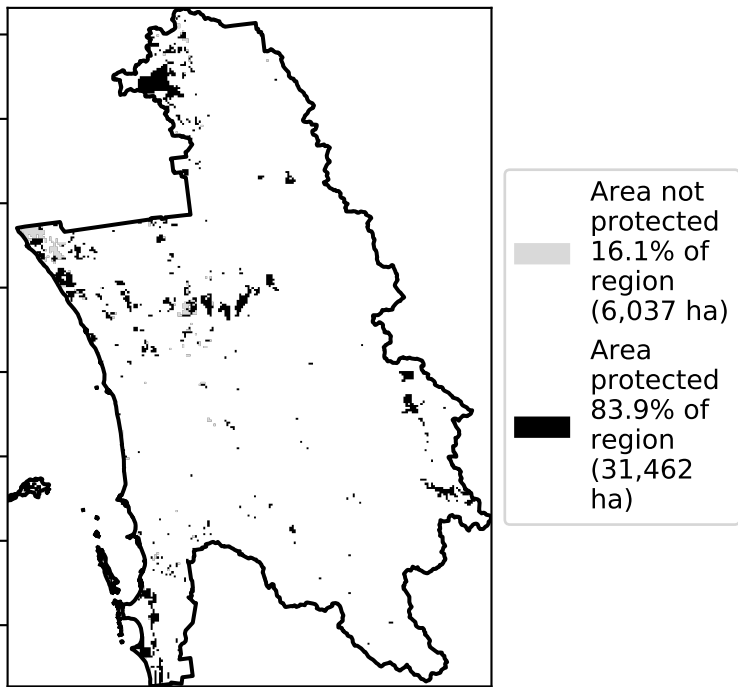 Area not
protected
16.1% of
region
(6,037 ha)
Area
protected
83.9% of
region
(31,462
ha)